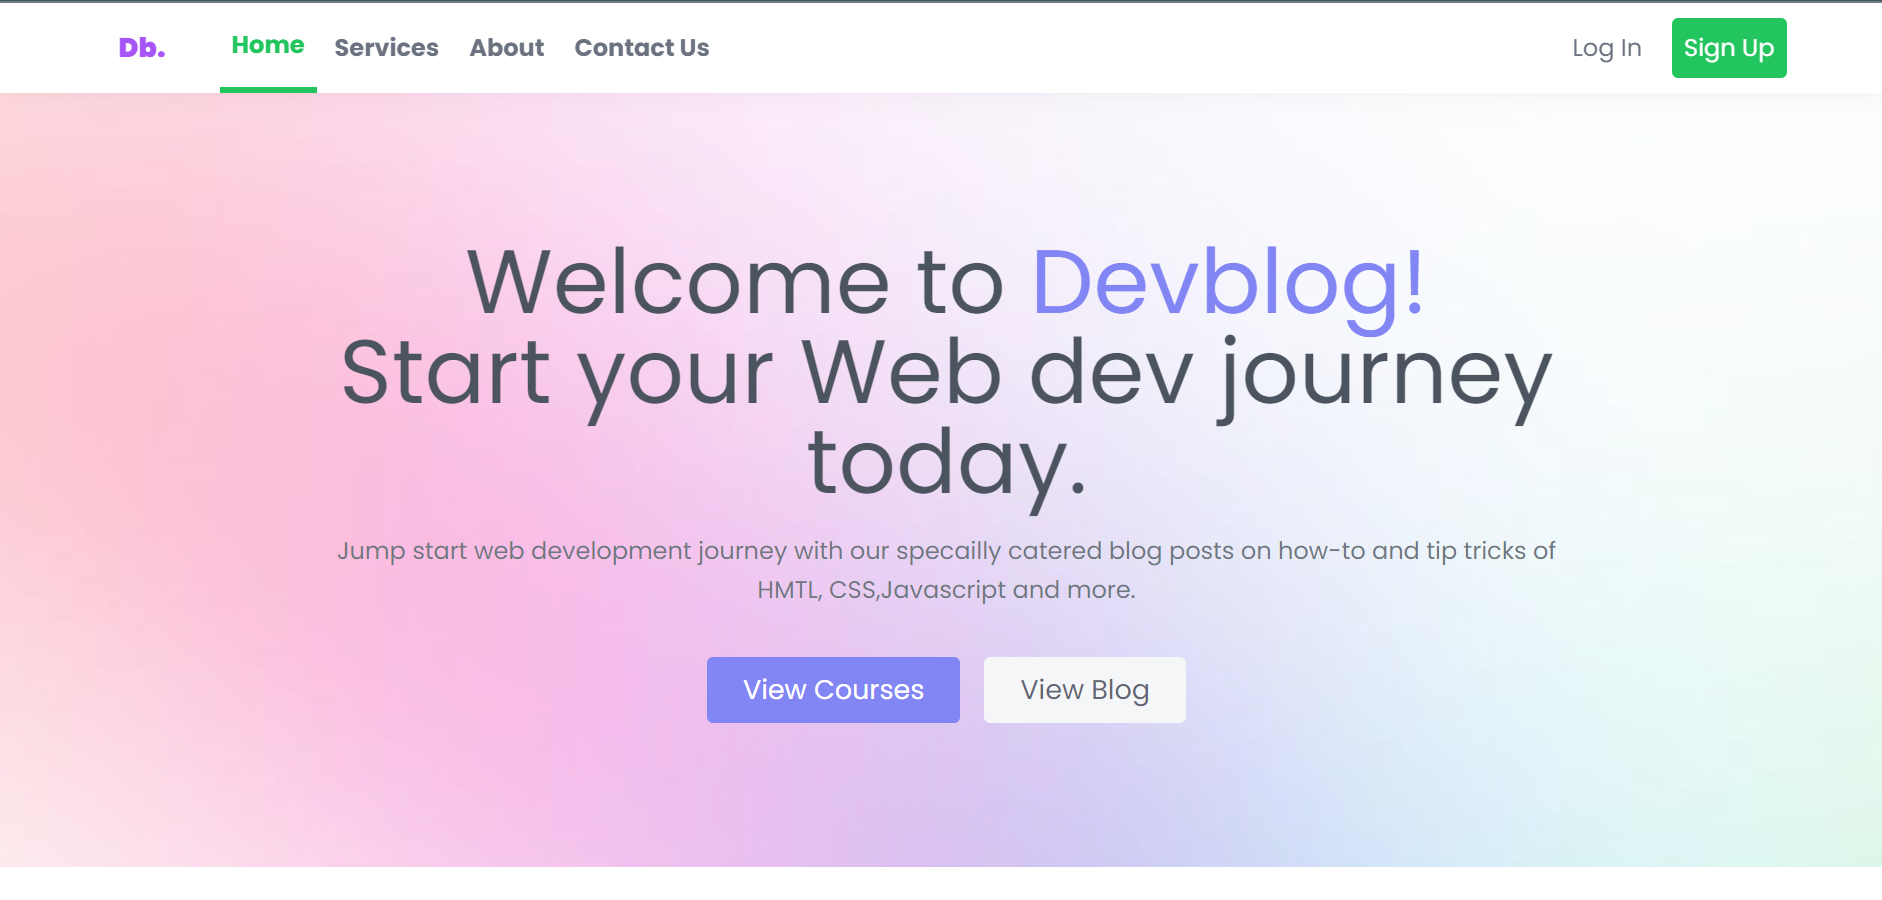 Db.
Home
Services
About
Contact Us
Log In
Sign Up
Welcome to Devblog!
Start your Web dev journey
today.
Jump start web development journey with our specailly catered blog posts on how-to and tip tricks of
HMTL, CSS,Javascript and more.
View Courses
View Blog